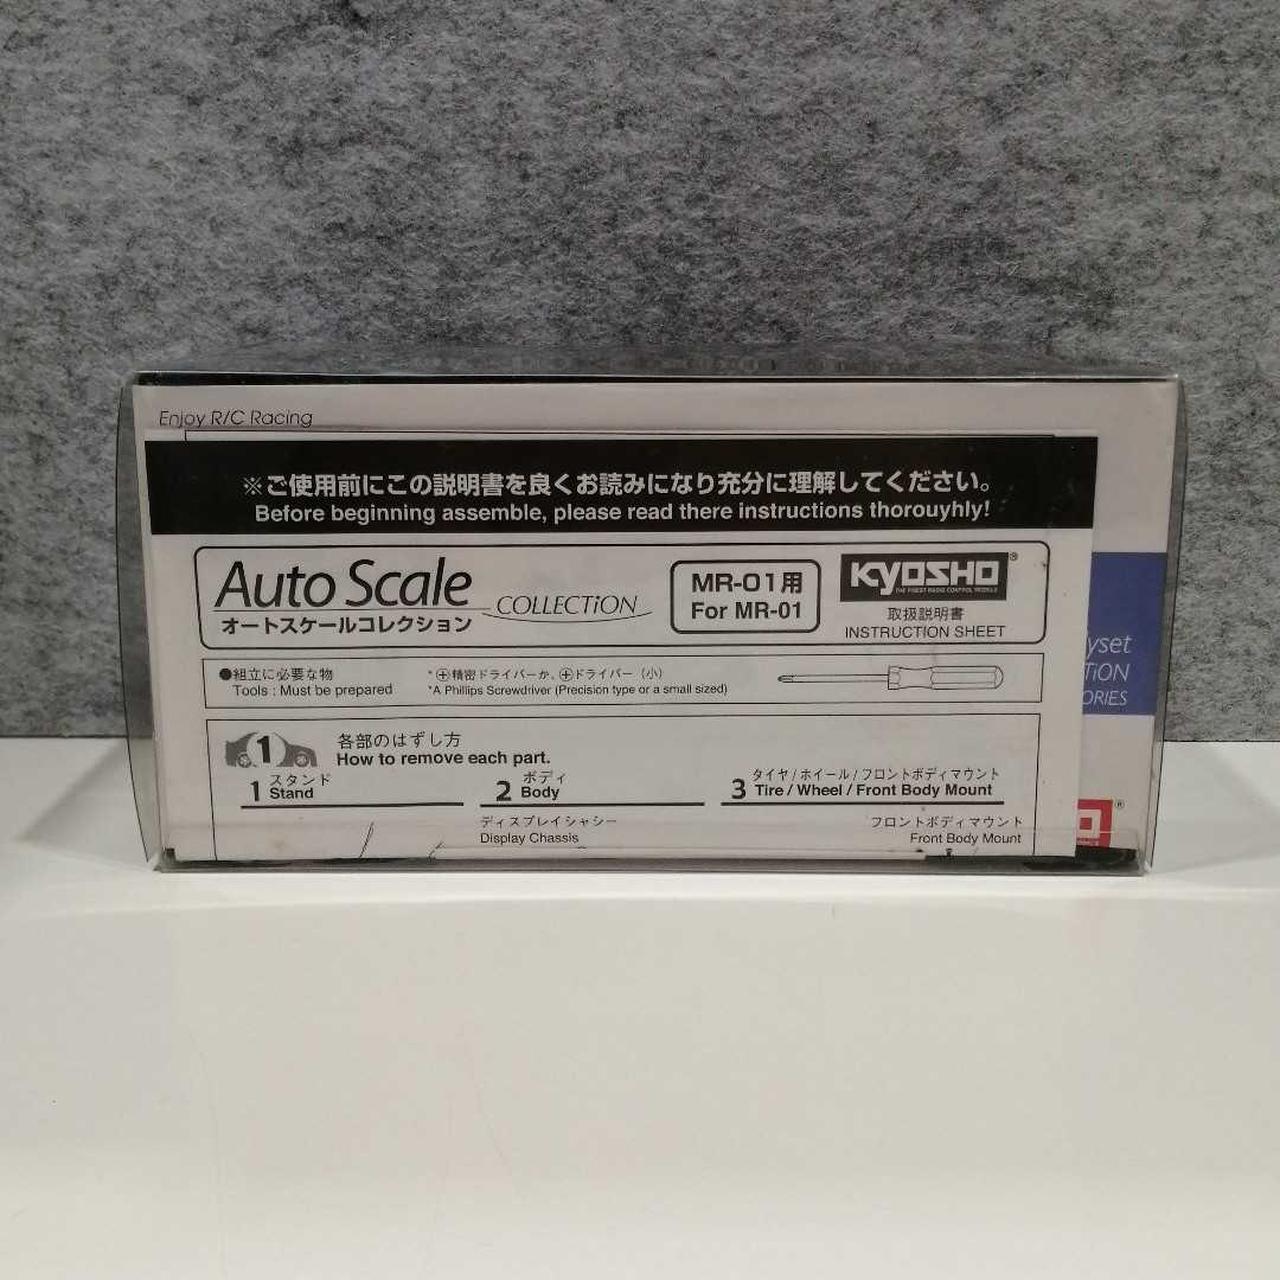 Enjoy R/C Racing
※ご使用前にこの説明書を良くお読みになり充分に理解してください。
Before beginning assemble, please read there instructions thorouyhly!
Auto Scale COLLECTiON
オートスケールコレクション
MR-01用
For MR-01
KYOSHO®
THE FINEST RADIO CONTROL MODELS
取扱説明書
INSTRUCTION SHEET
●組立に必要な物
Tools : Must be prepared
*⊕精密ドライバーか、⊕ドライバー（小）
*A Phillips Screwdriver (Precision type or a small sized)
1
各部のはずし方
How to remove each part.
1 スタンド
Stand
2 ボディ
Body
3 タイヤ/ホイール/フロントボディマウント
Tire / Wheel / Front Body Mount
ディスプレイシャシー
Display Chassis
フロントボディマウント
Front Body Mount
yset
TiON
ORIES
O®